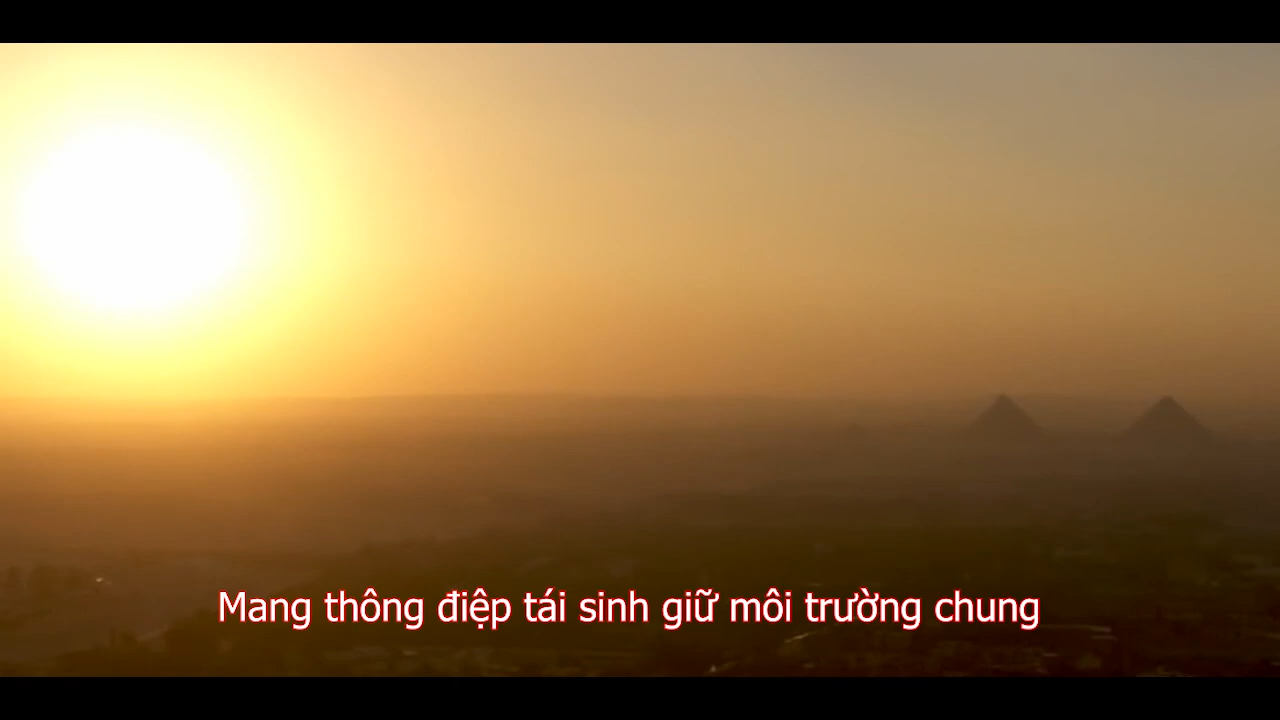 Mang thông điệp tái sinh giữ môi trường chung